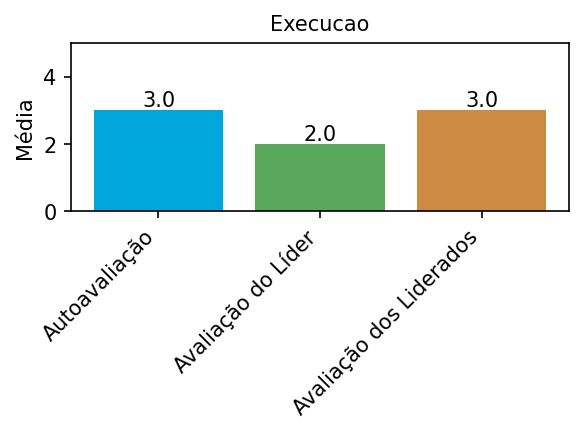 Execucao
Média
4
2
0
3.0
2.0
3.0
Autoavaliação
Avaliação do Líder
Avaliação dos Liderados